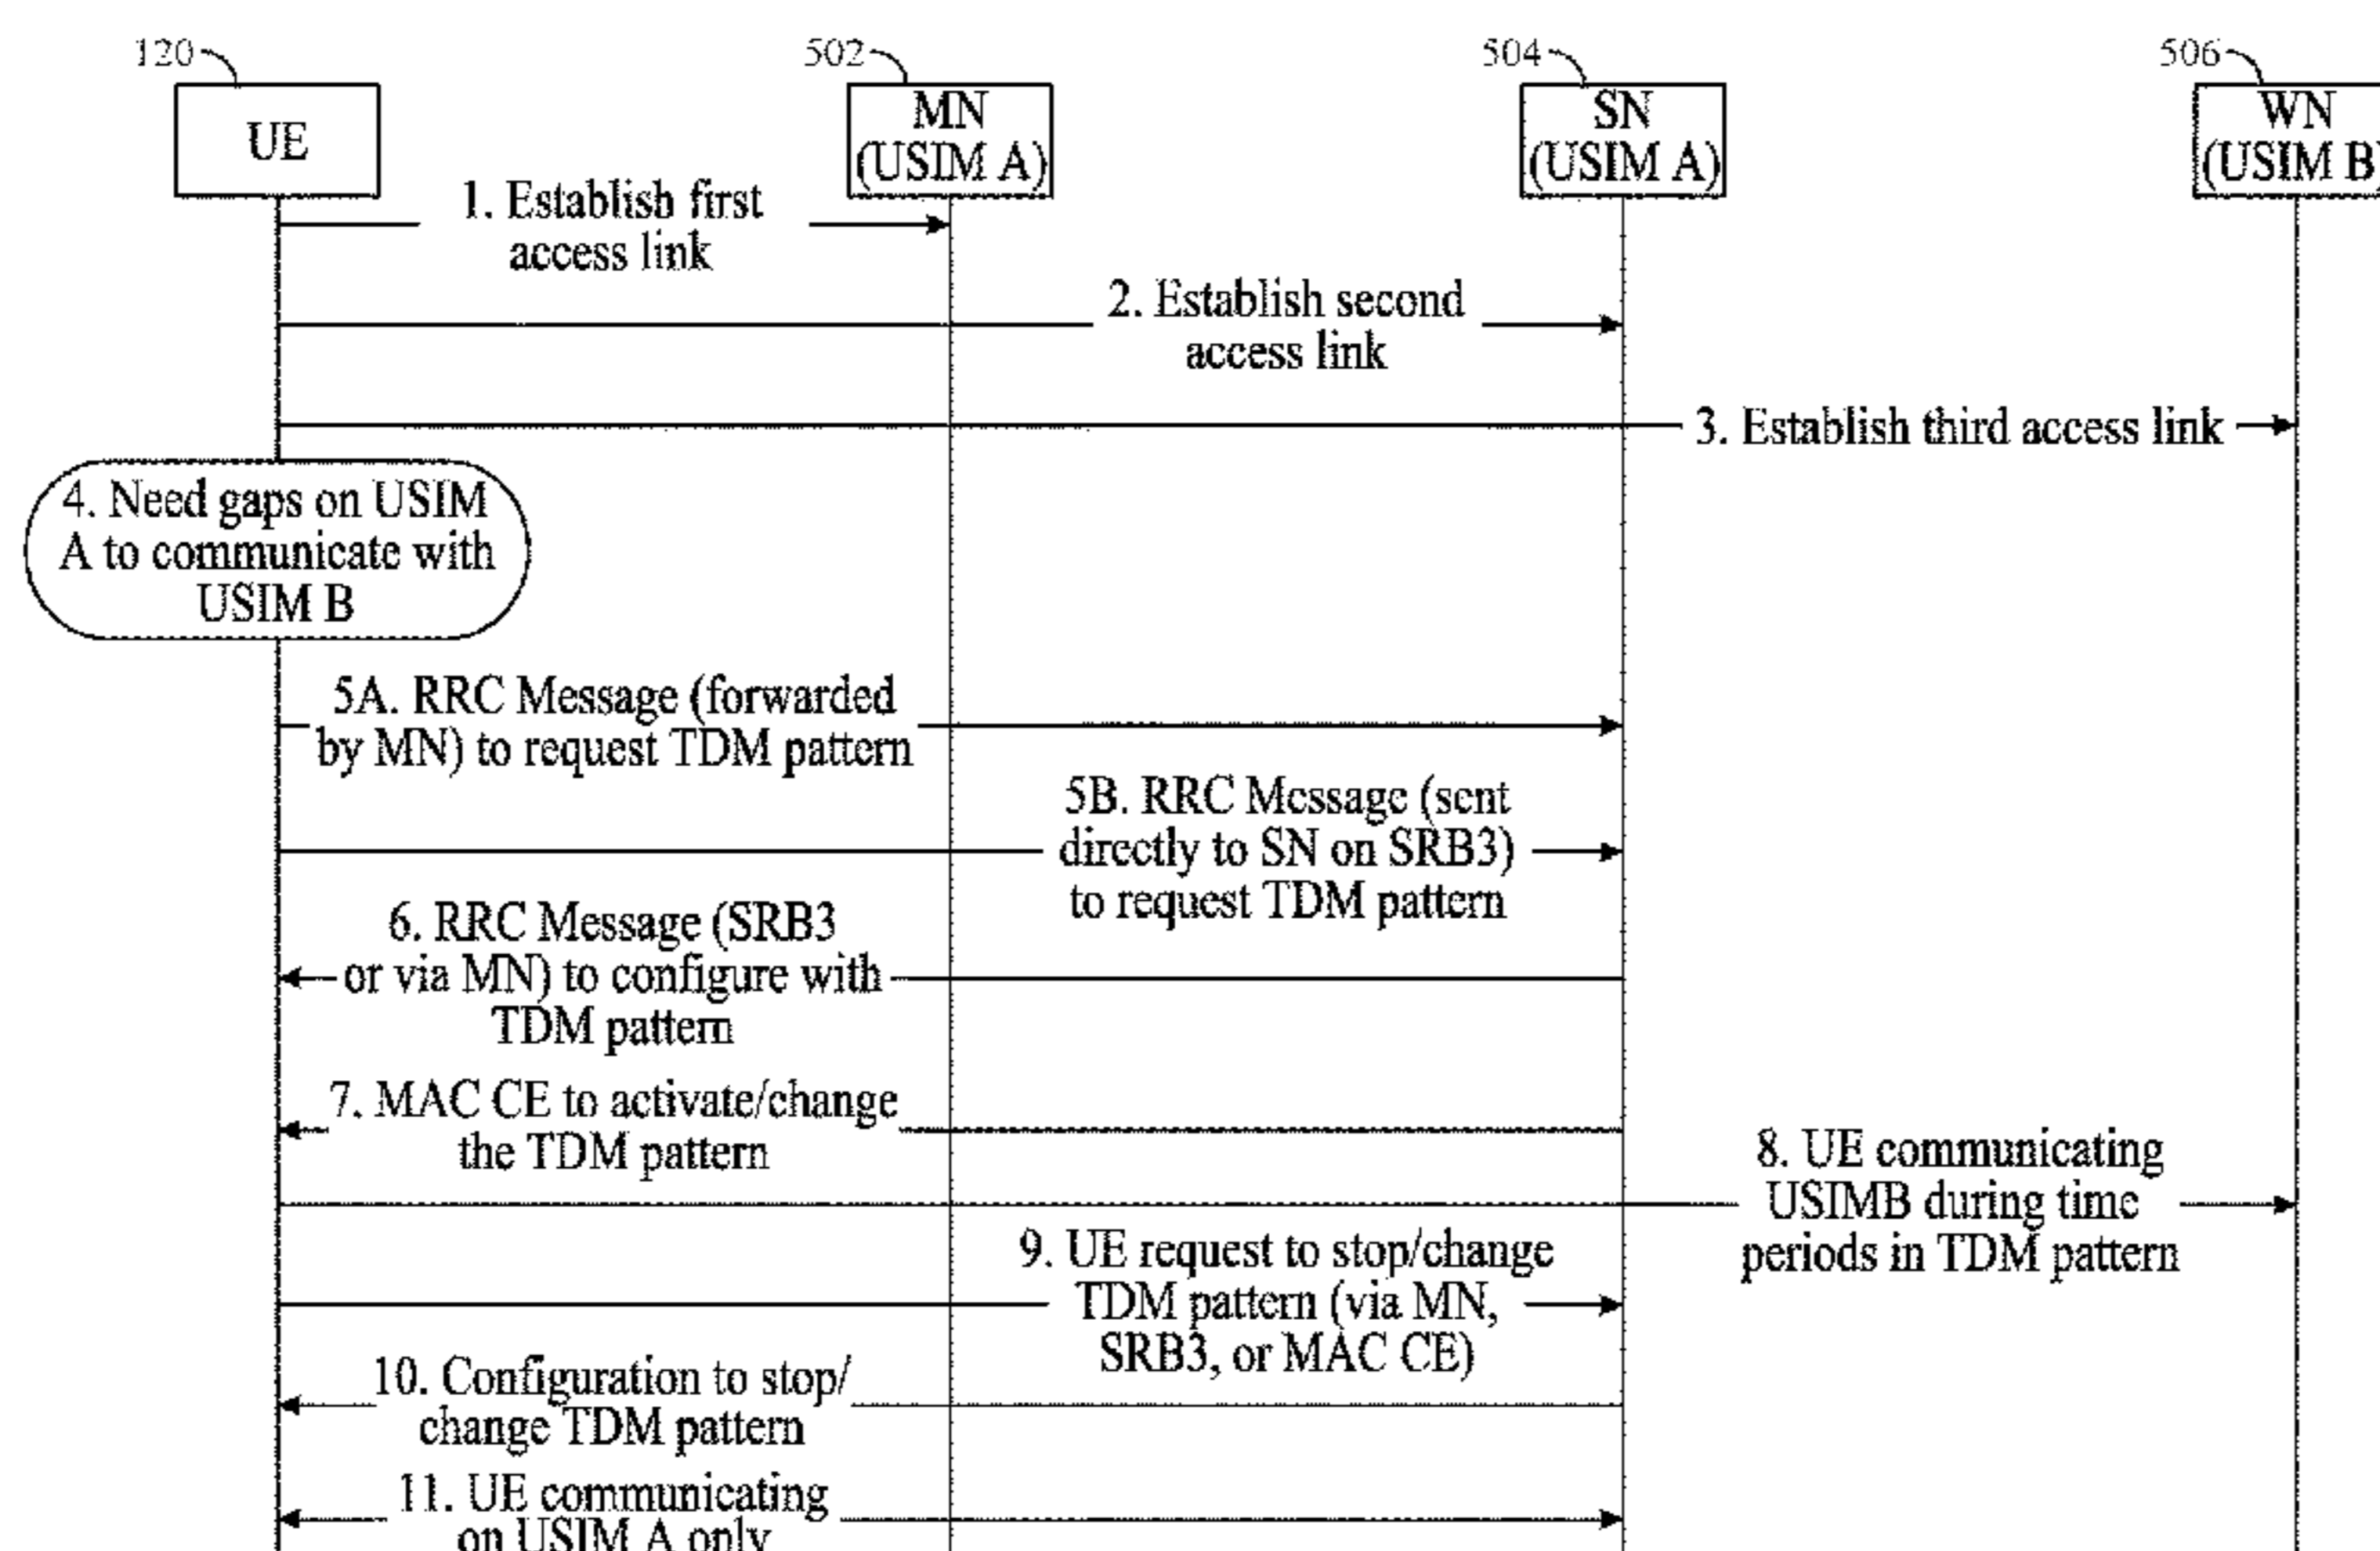 120
502
504
506
UE
MN
(USIM A)
SN
(USIM A)
WN
(USIM B)
1. Establish first
access link
2. Establish second
access link
3. Establish third access link
4. Need gaps on USIM
A to communicate with
USIM B
5A. RRC Message (forwarded
by MN) to request TDM pattern
5B. RRC Message (sent
directly to SN on SRB3)
to request TDM pattern
6. RRC Message (SRB3
or via MN) to configure with
TDM pattern
7. MAC CE to activate/change
the TDM pattern
8. UE communicating
USIMB during time
periods in TDM pattern
9. UE request to stop/change
TDM pattern (via MN,
SRB3, or MAC CE)
10. Configuration to stop/
change TDM pattern
11. UE communicating
on USIM A only